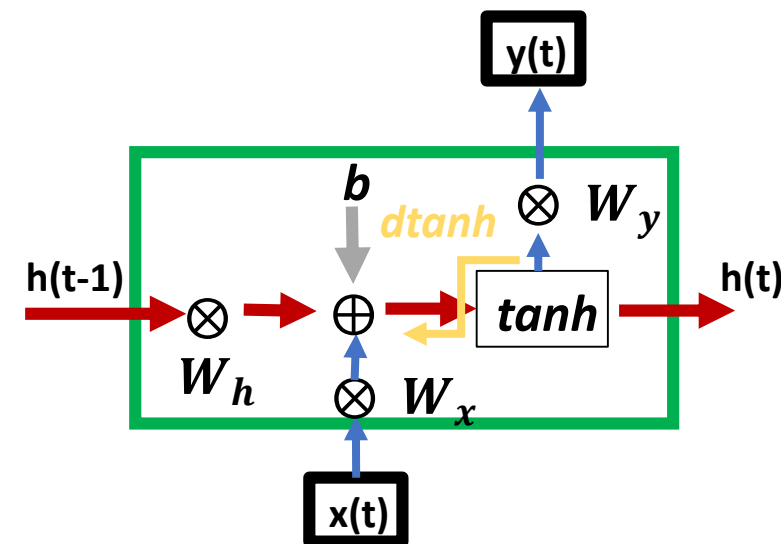 y(t)
b
W_y
dtanh
h(t-1)
h(t)
tanh
W_h
W_x
x(t)